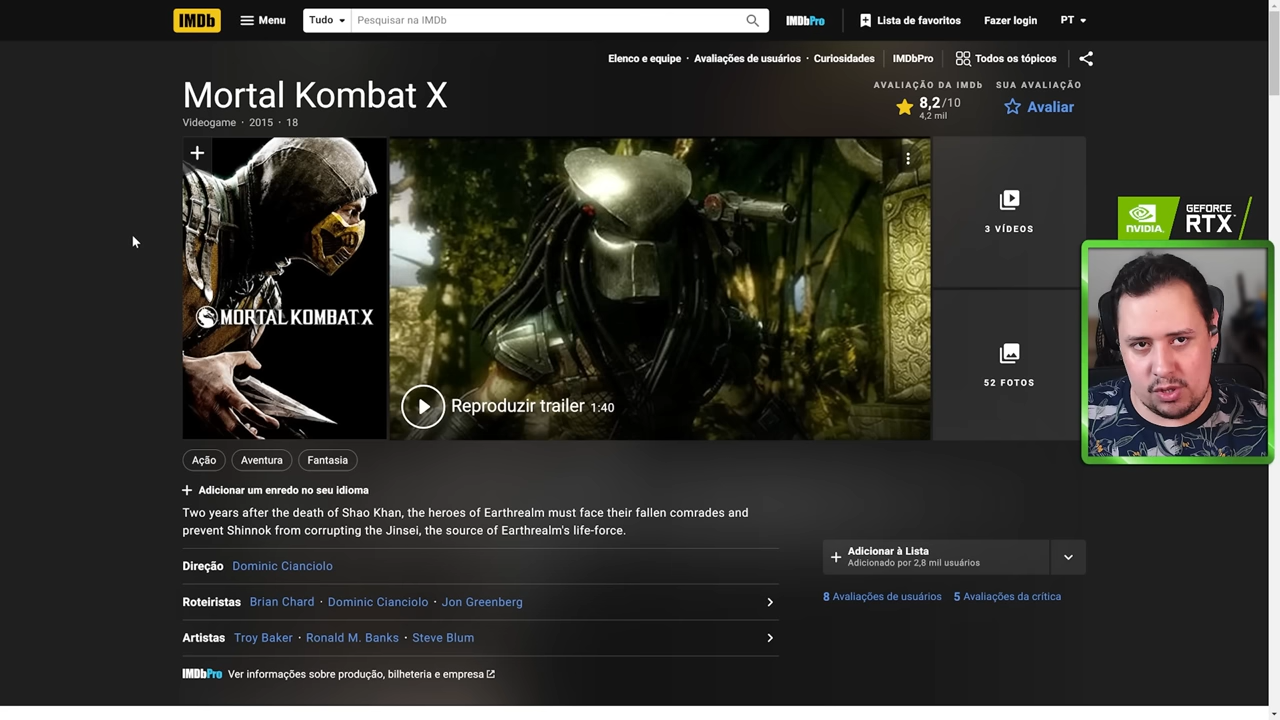 IMDb
Menu
Tudo
Pesquisar na IMDb
IMDbPro
Lista de favoritos
Fazer login
PT
Elenco e equipe · Avaliações de usuários · Curiosidades
IMDbPro
Todos os tópicos
Mortal Kombat X
Videogame · 2015 · 18
AVALIAÇÃO DA IMDb
8,2/10
4,2 mil
SUA AVALIAÇÃO
Avaliar
MORTAL KOMBAT X
Reproduzir trailer 1:40
3 VÍDEOS
52 FOTOS
NVIDIA.
GEFORCE
RTX
Ação
Aventura
Fantasia
Adicionar um enredo no seu idioma
Two years after the death of Shao Khan, the heroes of Earthrealm must face their fallen comrades and
prevent Shinnok from corrupting the Jinsei, the source of Earthrealm's life-force.
Direção Dominic Cianciolo
Roteiristas Brian Chard · Dominic Cianciolo · Jon Greenberg
Artistas Troy Baker · Ronald M. Banks · Steve Blum
IMDbPro Ver informações sobre produção, bilheteria e empresa
Adicionar à Lista
Adicionado por 2,8 mil usuários
8 Avaliações de usuários
5 Avaliações da crítica